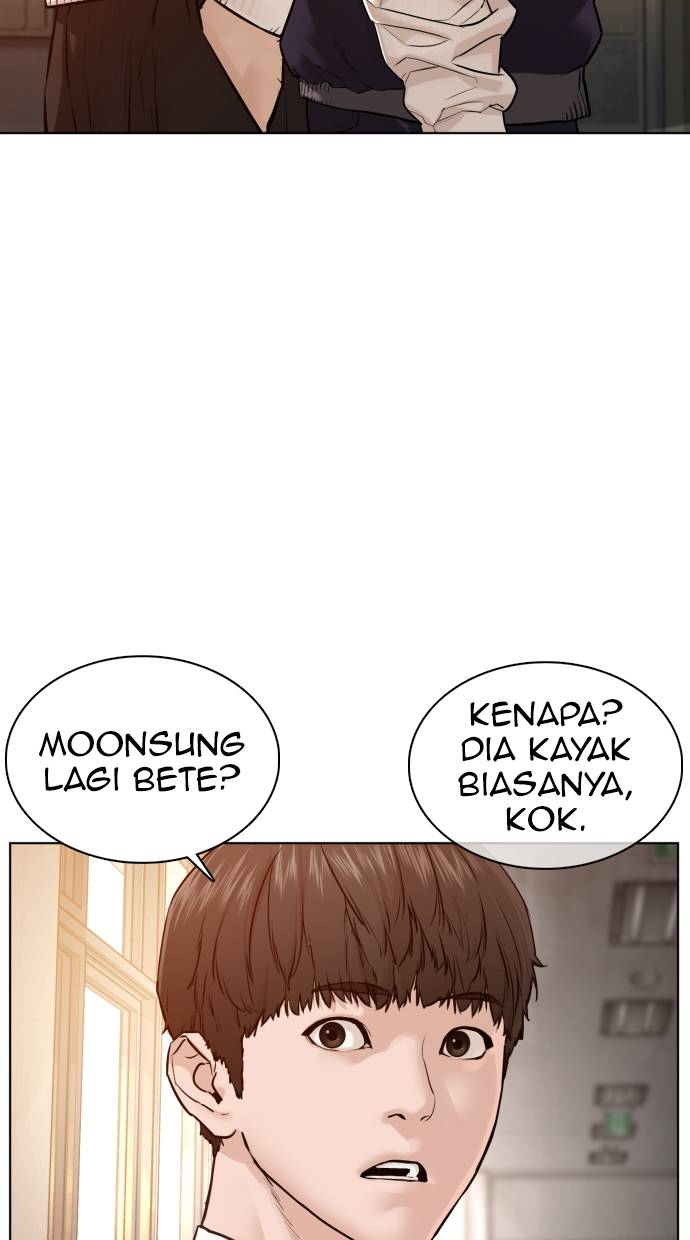 MOONSUNG
LAGI BETE?
KENAPA?
DIA KAYAK
BIASANYA,
KOK.